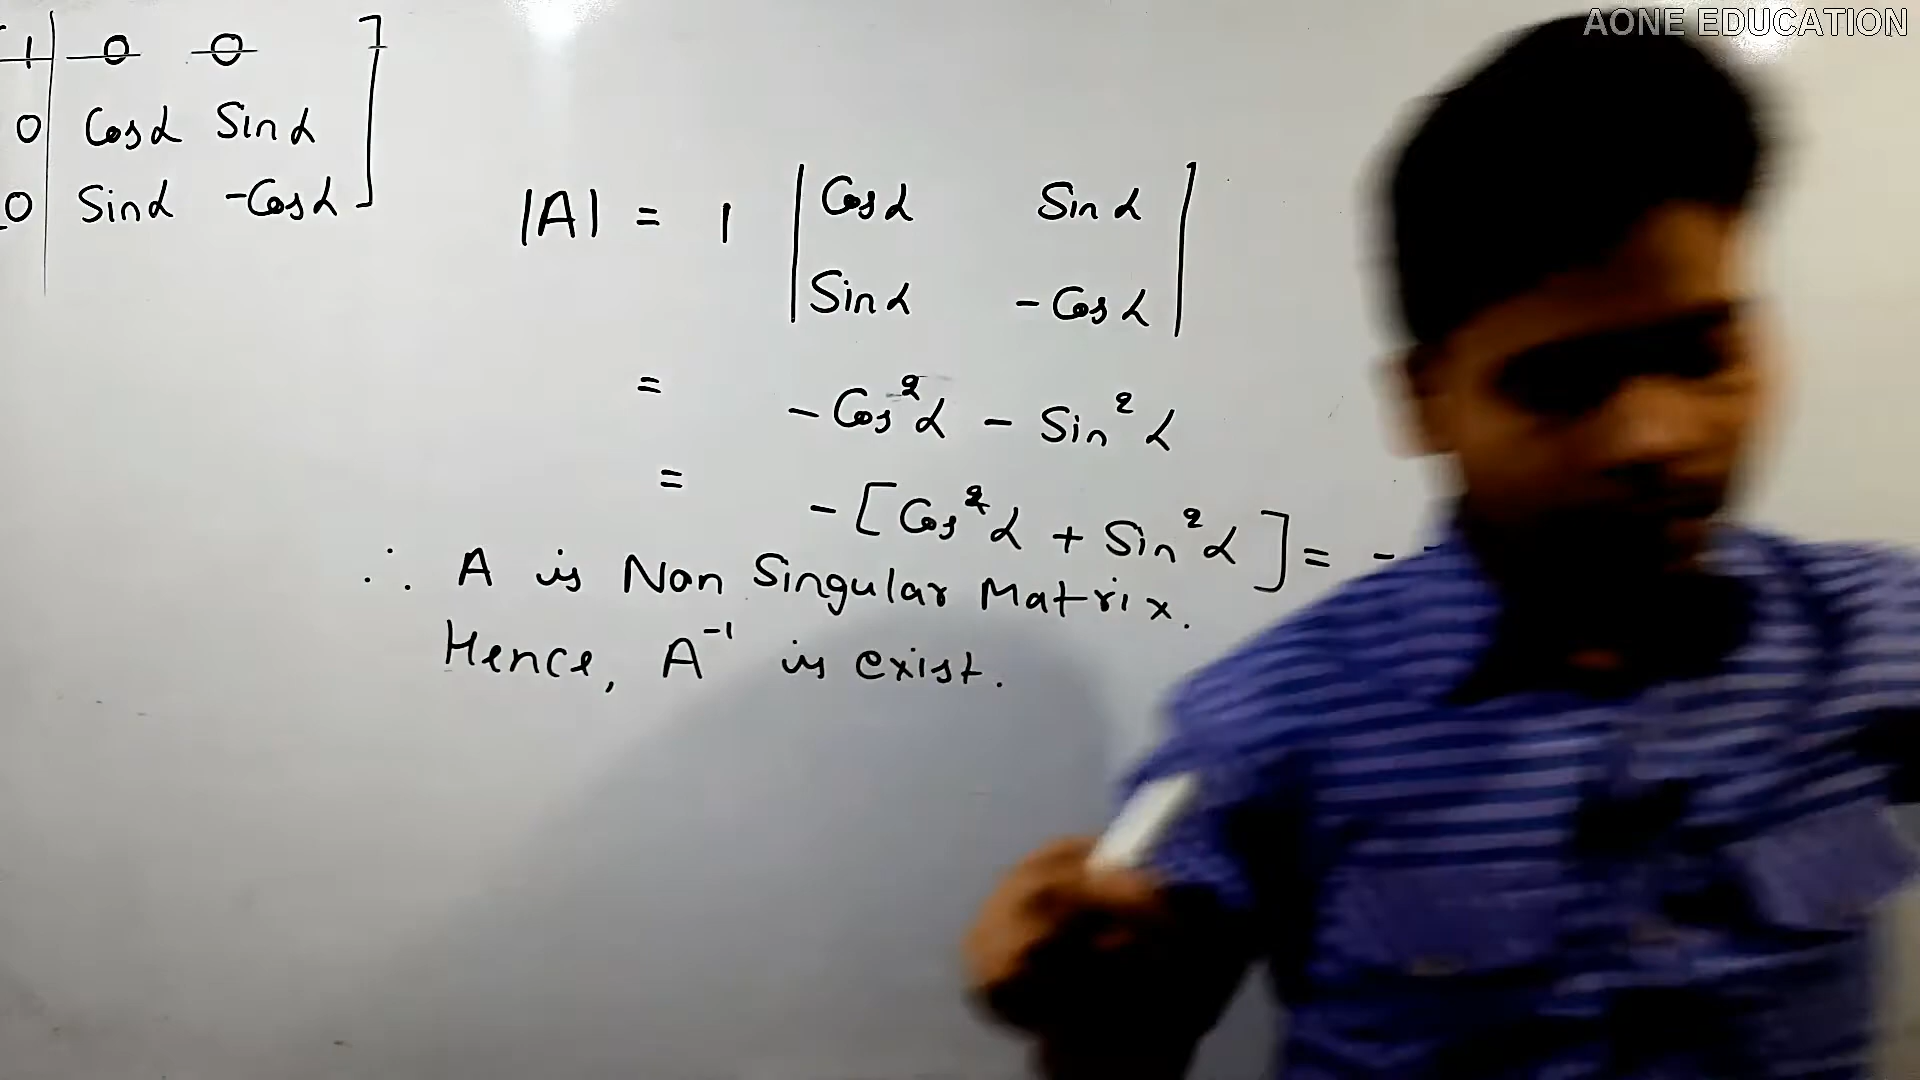 AONE EDUCATION
1 0 0
0 Cosα Sinα
0 Sinα -Cosα
|A| = 1 | Cosα Sinα |
| Sinα -Cosα |
= -Cos²α - Sin²α
= -[Cos²α + Sin²α] = -
∴ A is Non Singular Matrix.
Hence, A⁻¹ is exist.